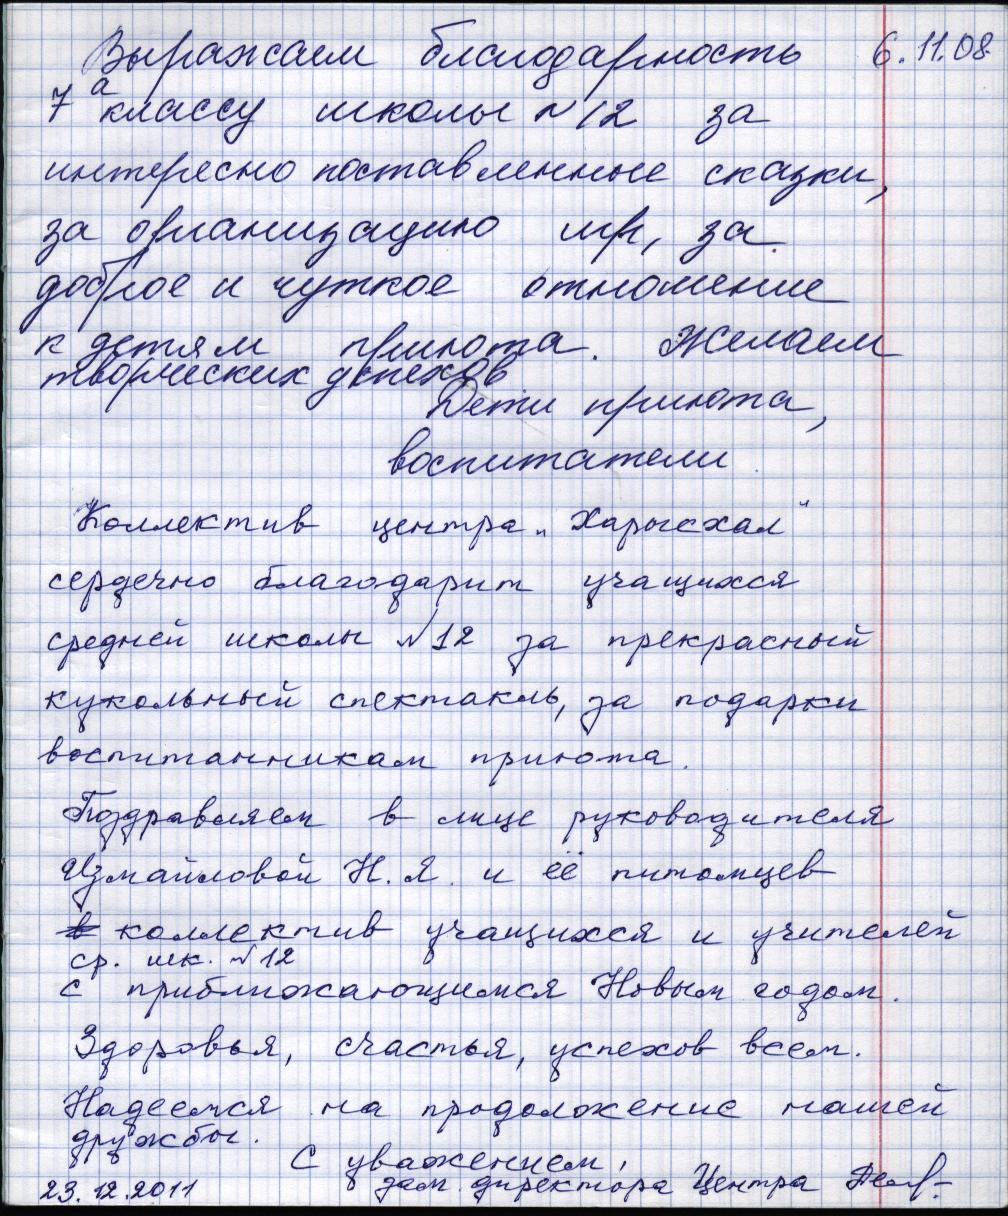 Выражаем благодарность 6.11.08
7а классу школы №12 за
интересно поставленные сказки,
за организацию игр, за
доброе и чуткое отношение
к детям приюта. Желаем
творческих успехов
Дети приюта,
воспитатели
Коллектив центра „Харысхал"
сердечно благодарит учащихся
средней школы №12 за прекрасный
кукольный спектакль, за подарки
воспитанникам приюта.
Поздравляем в лице руководителя
Измайловой Н.Я. и её питомцев
коллектив учащихся и учителей
ср. шк. №12
с приближающимся Новым годом.
Здоровья, счастья, успехов всем.
Надеемся на продолжение нашей
дружбы.
С уважением,
23.12.2011 зам. директора Центра